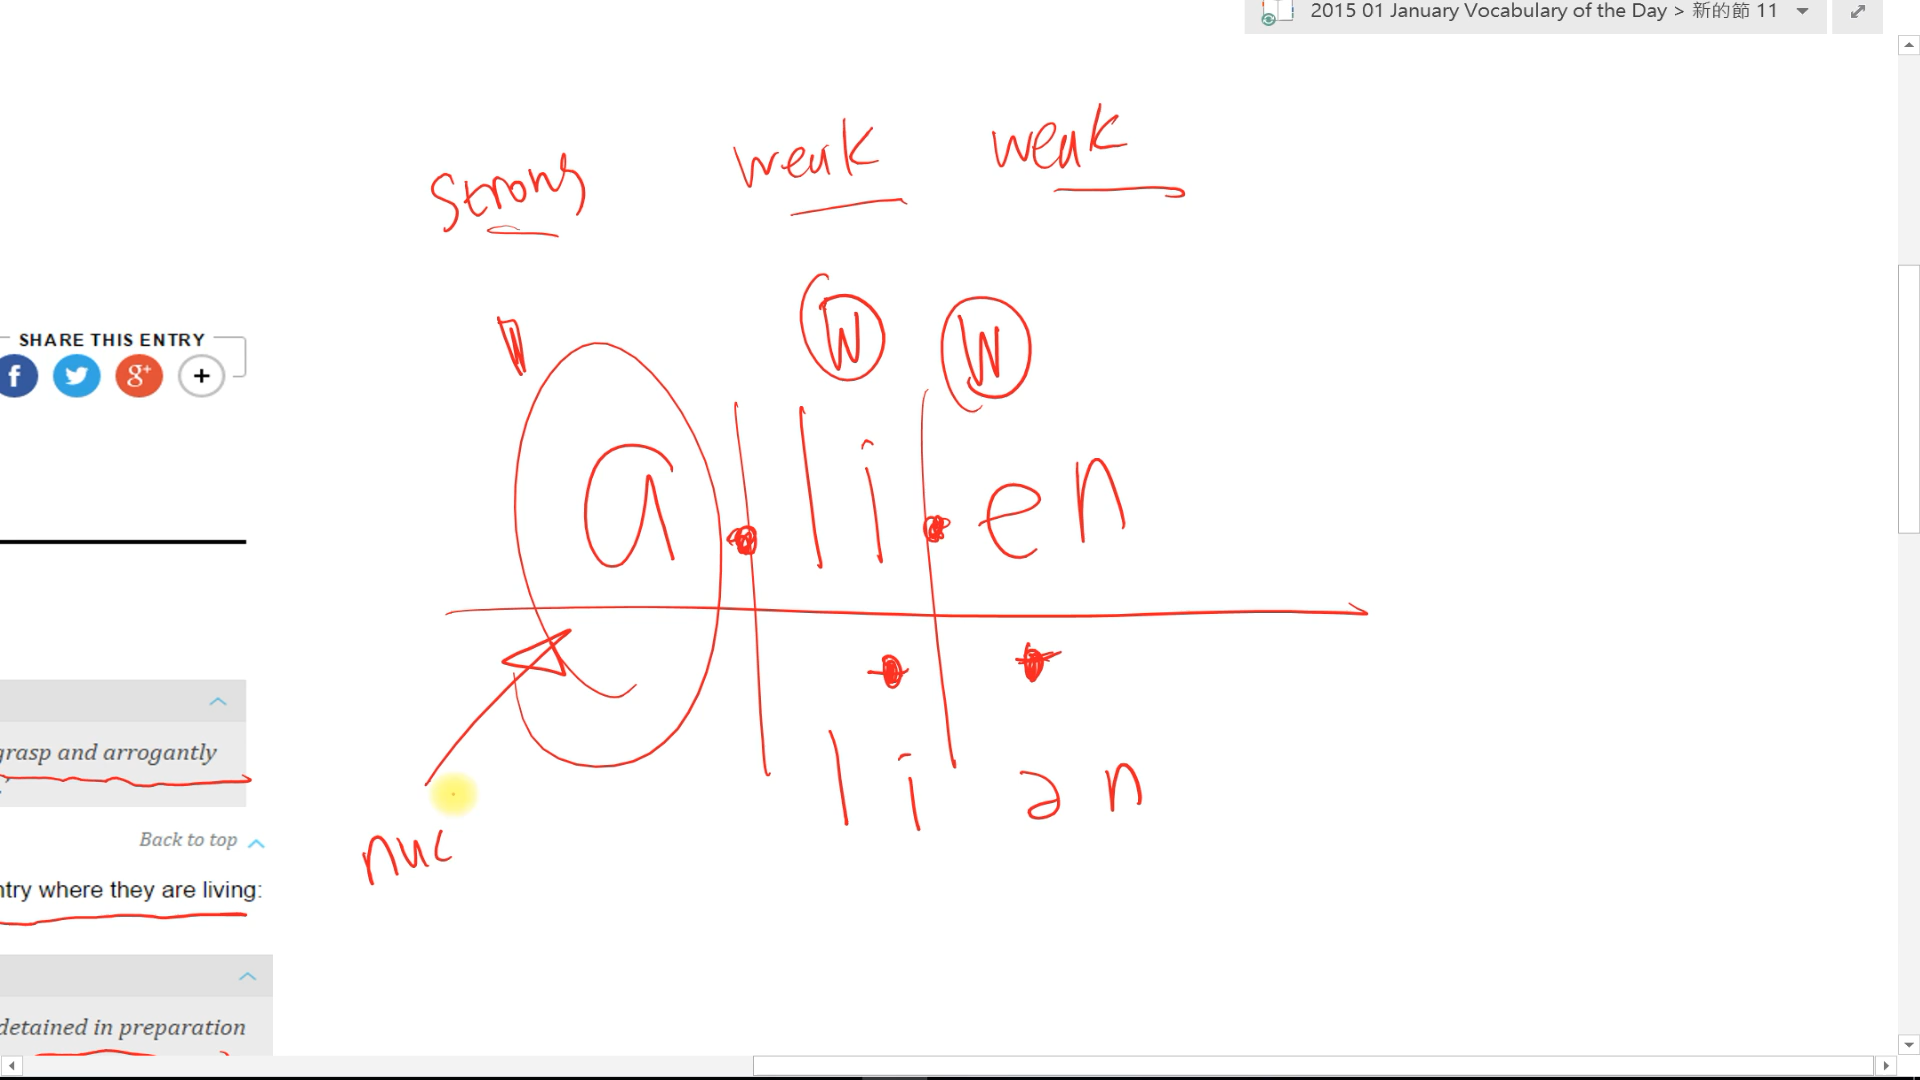 2015 01 January Vocabulary of the Day > 新的節 11
strong weak weak
W W
SHARE THIS ENTRY
f g+ +
a · li · en
grasp and arrogantly
li ən
Back to top
nuc
ntry where they are living:
detained in preparation